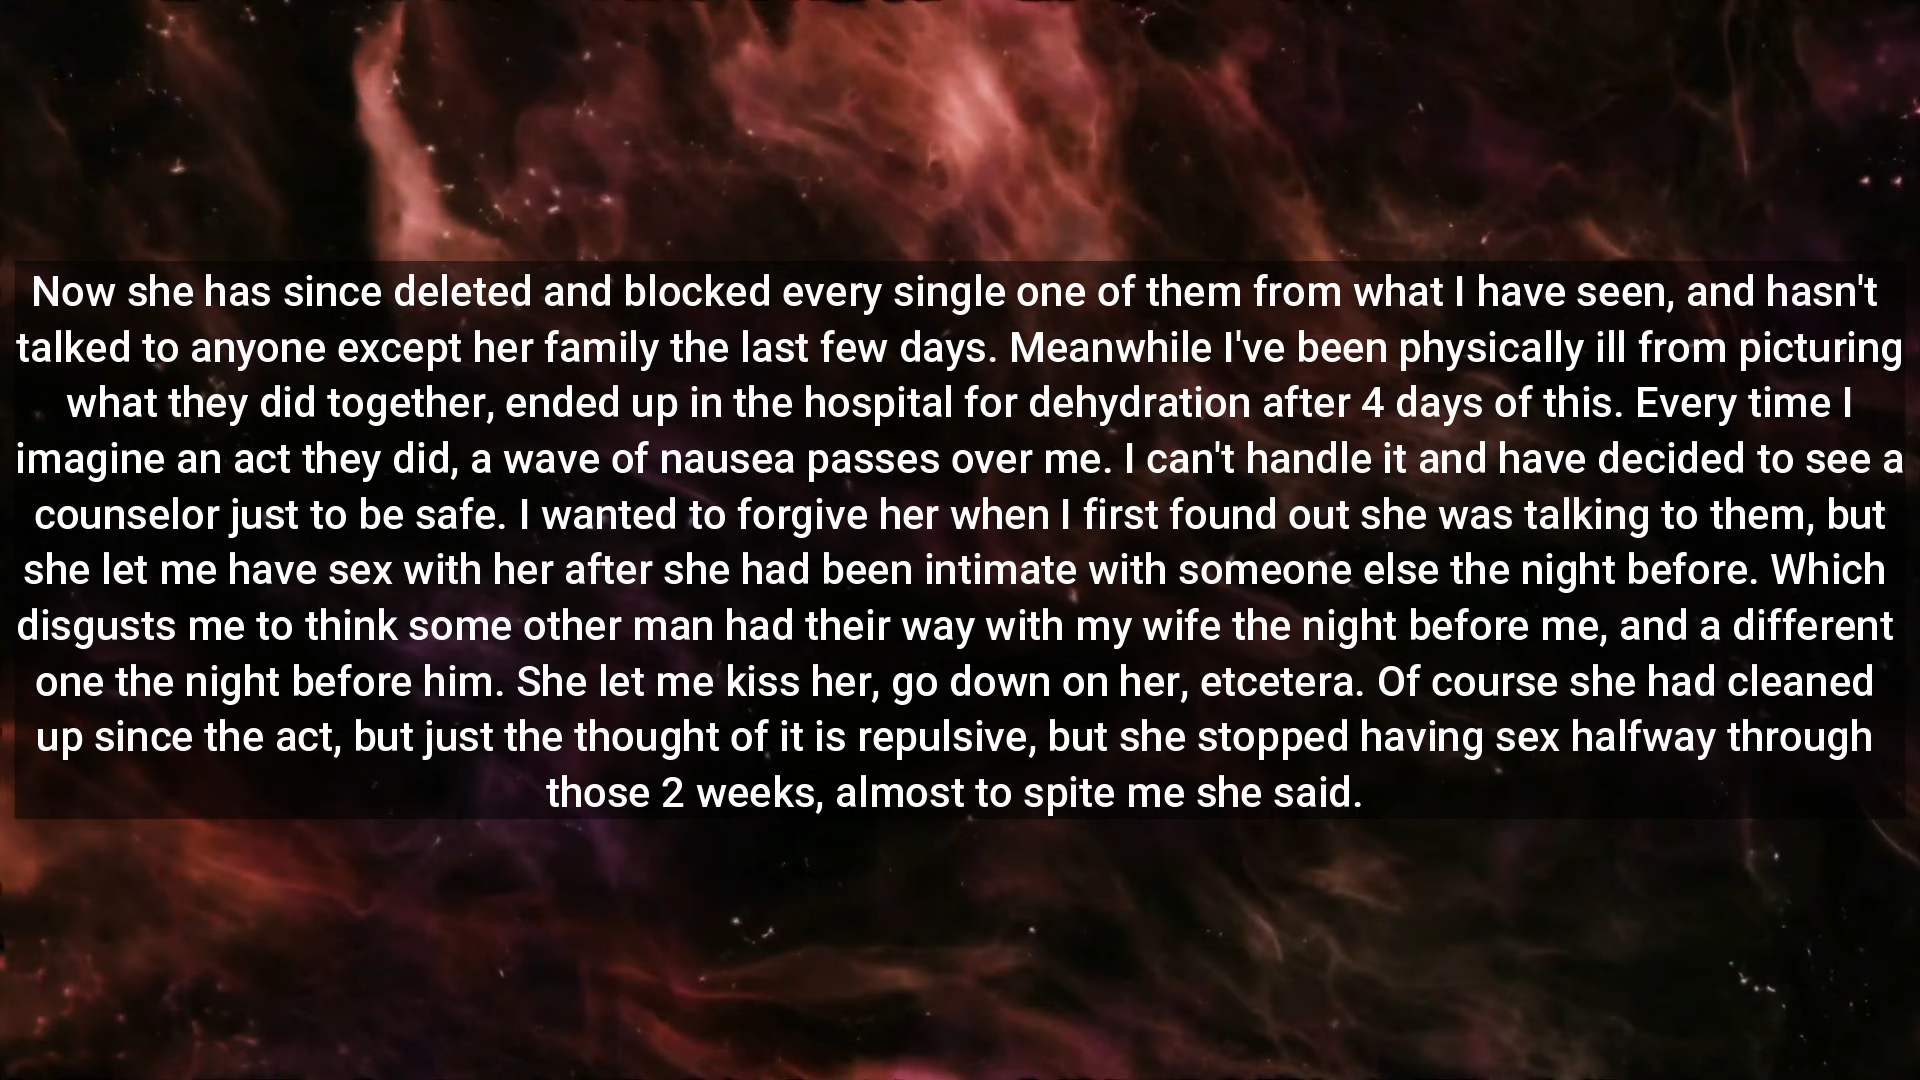 Now she has since deleted and blocked every single one of them from what I have seen, and hasn't
talked to anyone except her family the last few days. Meanwhile I've been physically ill from picturing
what they did together, ended up in the hospital for dehydration after 4 days of this. Every time I
imagine an act they did, a wave of nausea passes over me. I can't handle it and have decided to see a
counselor just to be safe. I wanted to forgive her when I first found out she was talking to them, but
she let me have sex with her after she had been intimate with someone else the night before. Which
disgusts me to think some other man had their way with my wife the night before me, and a different
one the night before him. She let me kiss her, go down on her, etcetera. Of course she had cleaned
up since the act, but just the thought of it is repulsive, but she stopped having sex halfway through
those 2 weeks, almost to spite me she said.